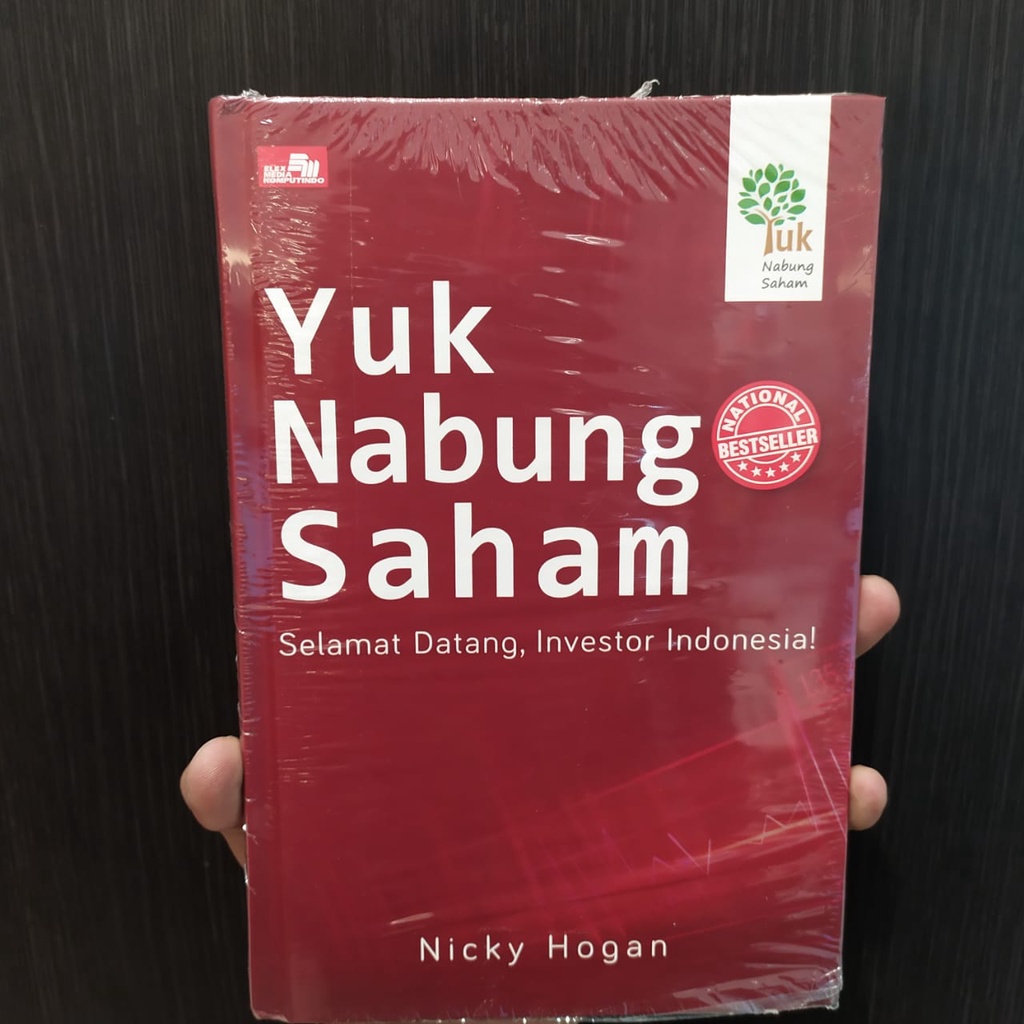 ELEX
MEDIA
KOMPUTINDO
Yuk
Nabung
Saham
Yuk
Nabung
Saham
NATIONAL
BESTSELLER
Selamat Datang, Investor Indonesia!
Nicky Hogan